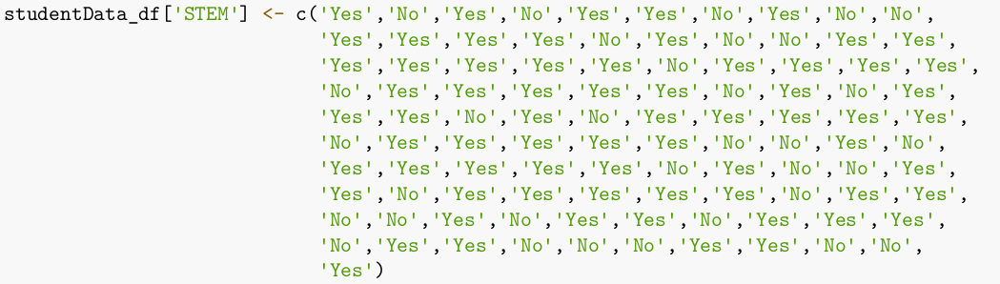 studentData_df['STEM'] <- c('Yes','No','Yes','No','Yes','Yes','No','Yes','No','No',
'Yes','Yes','Yes','Yes','No','Yes','No','No','Yes','Yes',
'Yes','Yes','Yes','Yes','Yes','No','Yes','Yes','Yes','Yes',
'No','Yes','Yes','Yes','Yes','Yes','No','Yes','No','Yes',
'Yes','Yes','No','Yes','No','Yes','Yes','Yes','Yes','Yes',
'No','Yes','Yes','Yes','Yes','Yes','No','No','Yes','No',
'Yes','Yes','Yes','Yes','Yes','No','Yes','No','No','Yes',
'Yes','No','Yes','Yes','Yes','Yes','Yes','No','Yes','Yes',
'No','No','Yes','No','Yes','Yes','No','Yes','Yes','Yes',
'No','Yes','Yes','No','No','No','Yes','Yes','No','No',
'Yes')